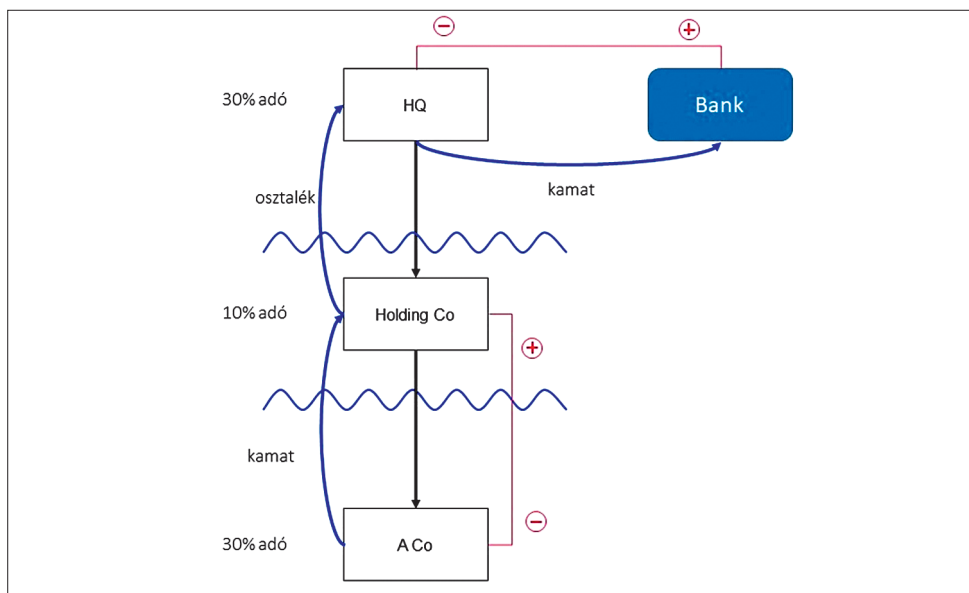 −
+
30% adó
HQ
Bank
kamat
osztalék
10% adó
Holding Co
+
kamat
−
30% adó
A Co